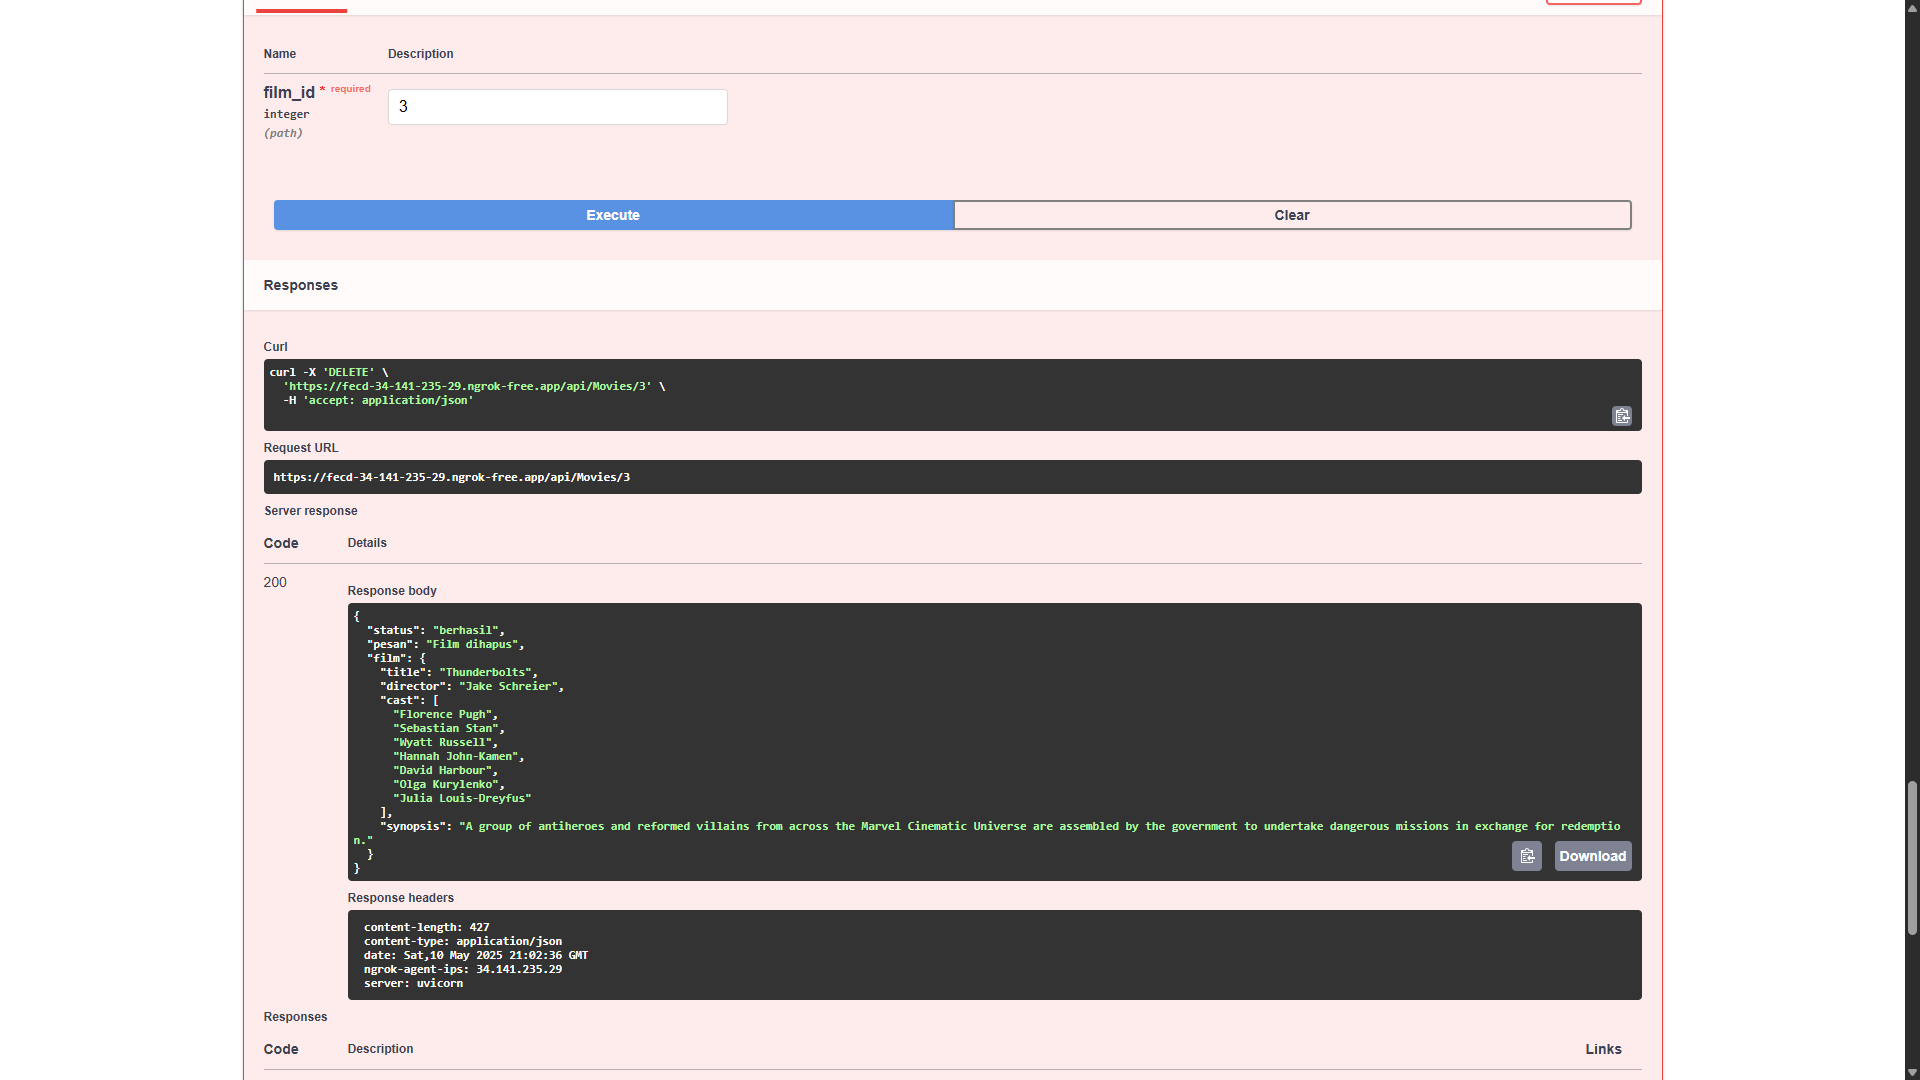 Name Description
film_id * required
3
integer
(path)
Execute Clear
Responses
Curl
curl -X 'DELETE' \
  'https://fecd-34-141-235-29.ngrok-free.app/api/Movies/3' \
  -H 'accept: application/json'
Request URL
https://fecd-34-141-235-29.ngrok-free.app/api/Movies/3
Server response
Code Details
200
Response body
{
  "status": "berhasil",
  "pesan": "Film dihapus",
  "film": {
    "title": "Thunderbolts",
    "director": "Jake Schreier",
    "cast": [
      "Florence Pugh",
      "Sebastian Stan",
      "Wyatt Russell",
      "Hannah John-Kamen",
      "David Harbour",
      "Olga Kurylenko",
      "Julia Louis-Dreyfus"
    ],
    "synopsis": "A group of antiheroes and reformed villains from across the Marvel Cinematic Universe are assembled by the government to undertake dangerous missions in exchange for redemptio
n."
  }
}
Download
Response headers
content-length: 427
content-type: application/json
date: Sat,10 May 2025 21:02:36 GMT
ngrok-agent-ips: 34.141.235.29
server: uvicorn
Responses
Code Description Links